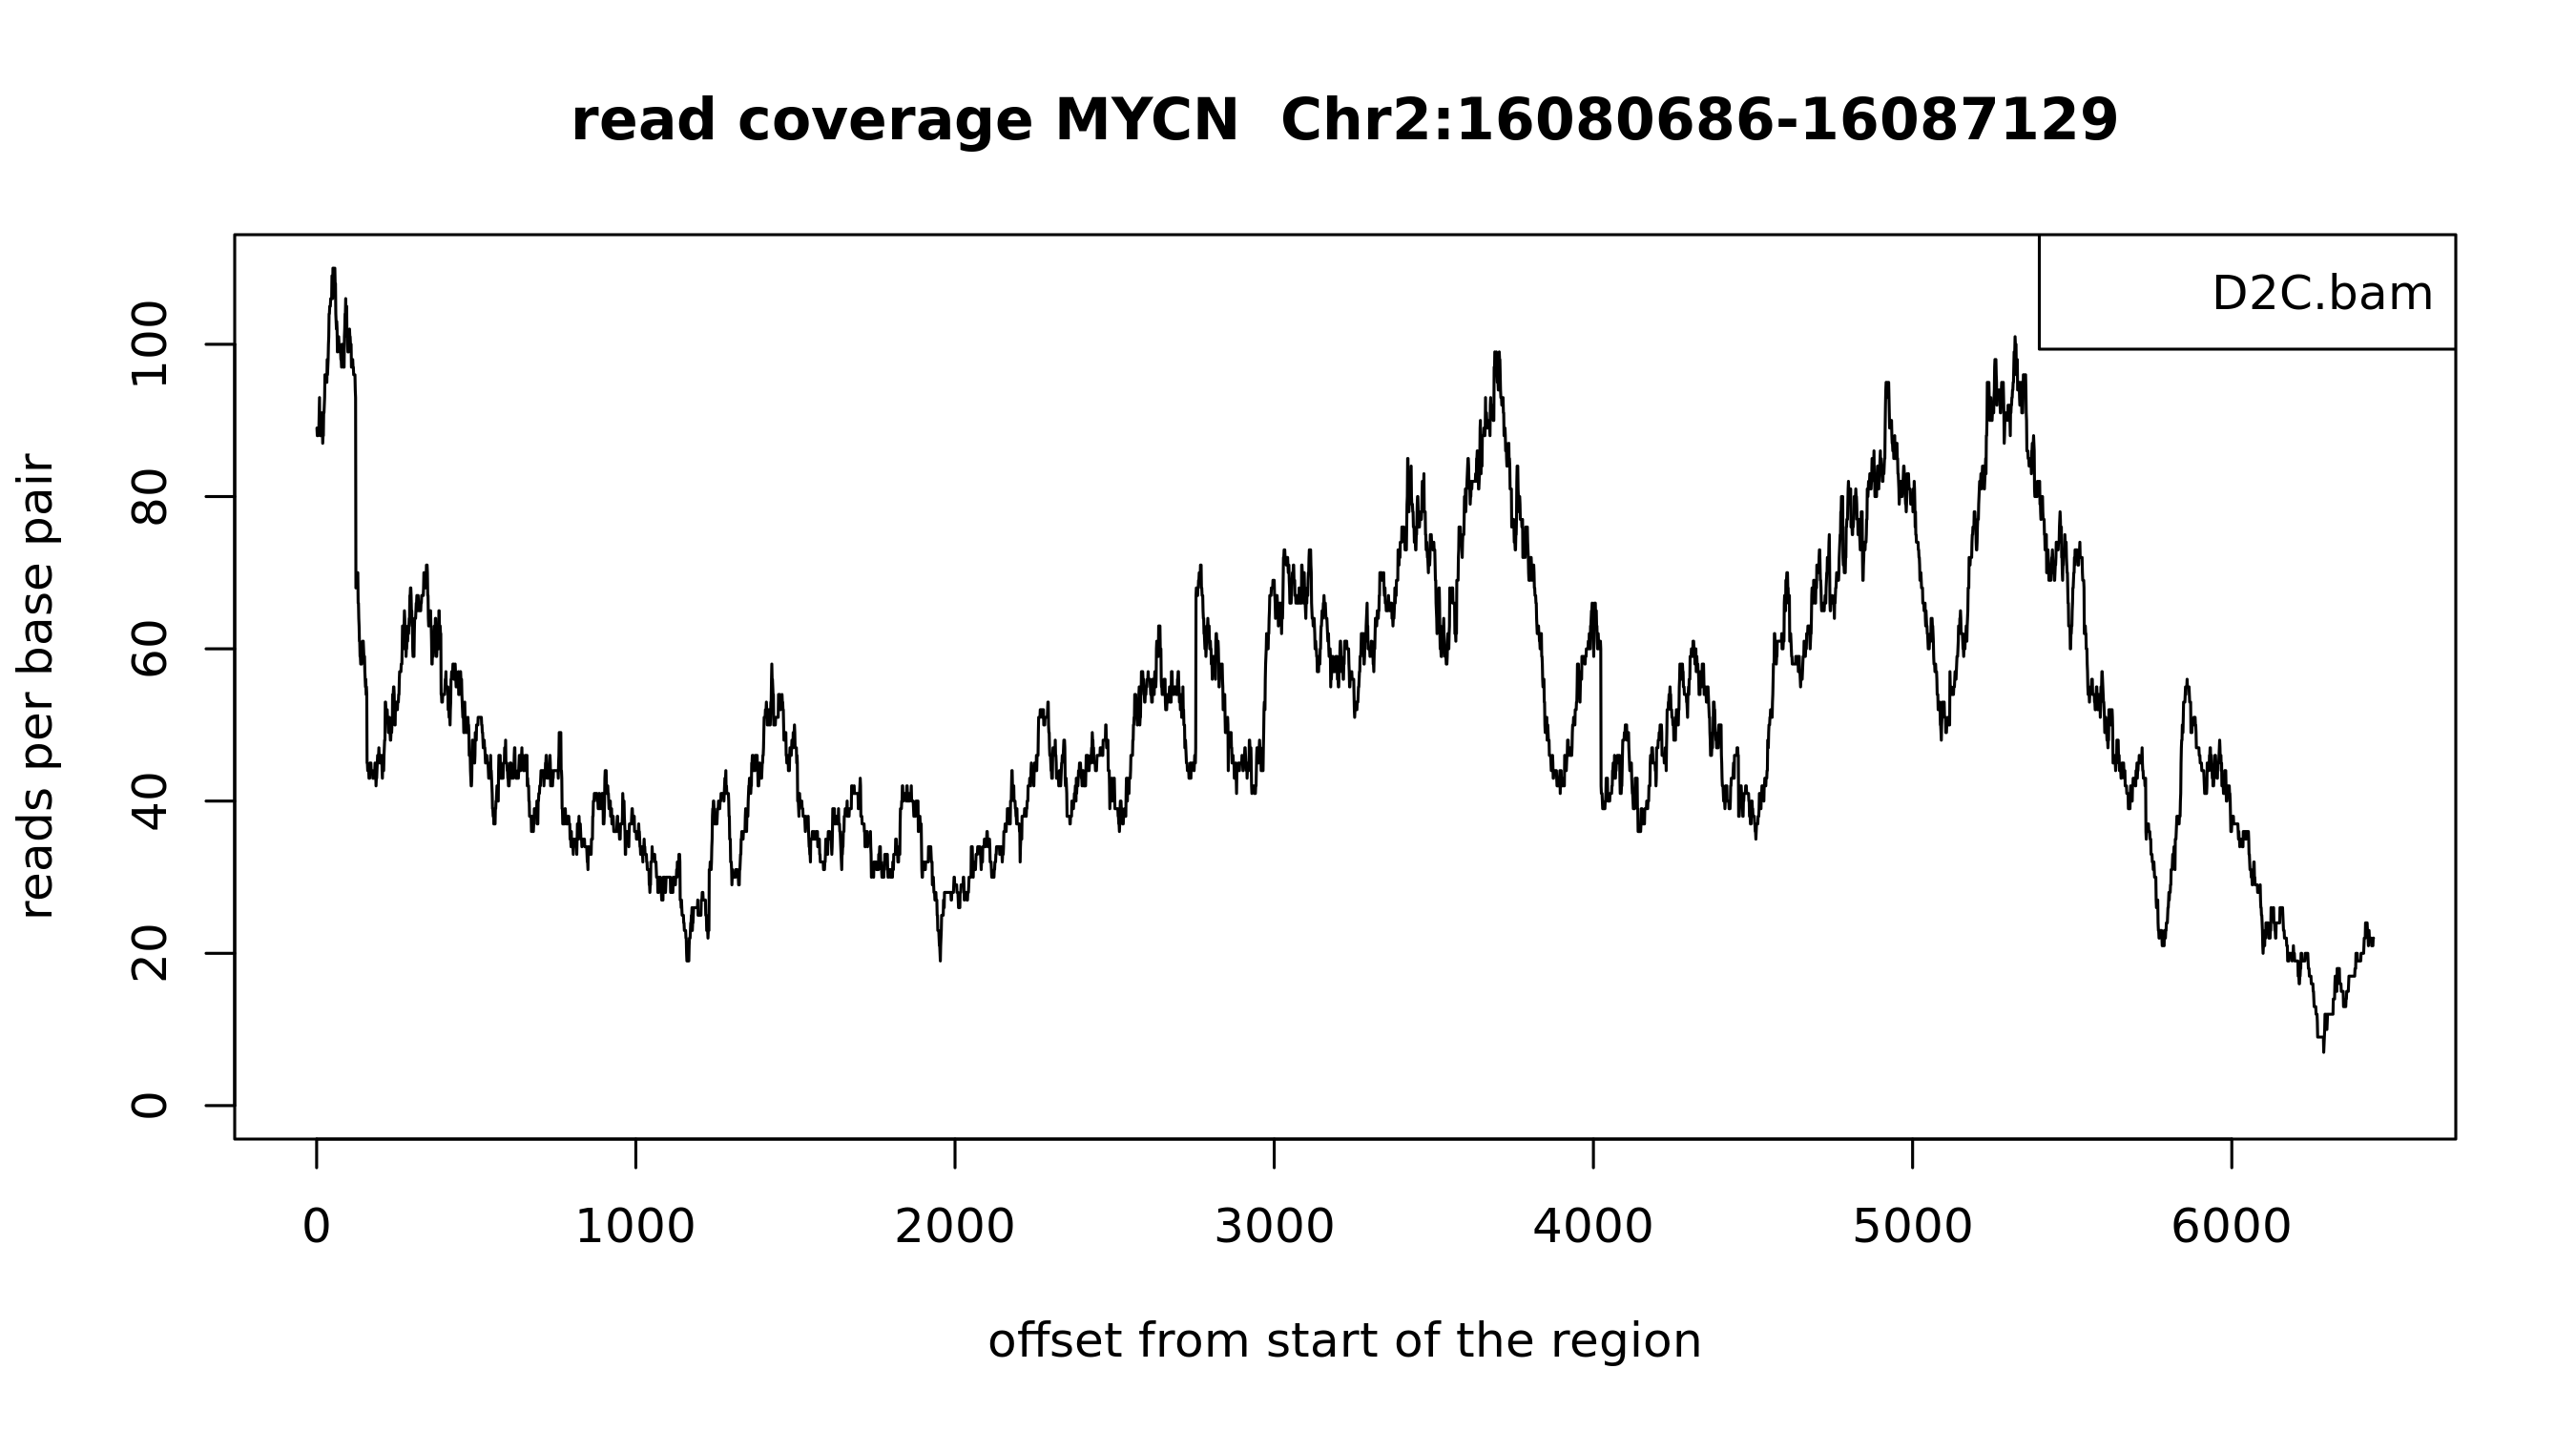 read coverage MYCN  Chr2:16080686-16087129
D2C.bam
reads per base pair
100
80
60
40
20
0
0 1000 2000 3000 4000 5000 6000
offset from start of the region